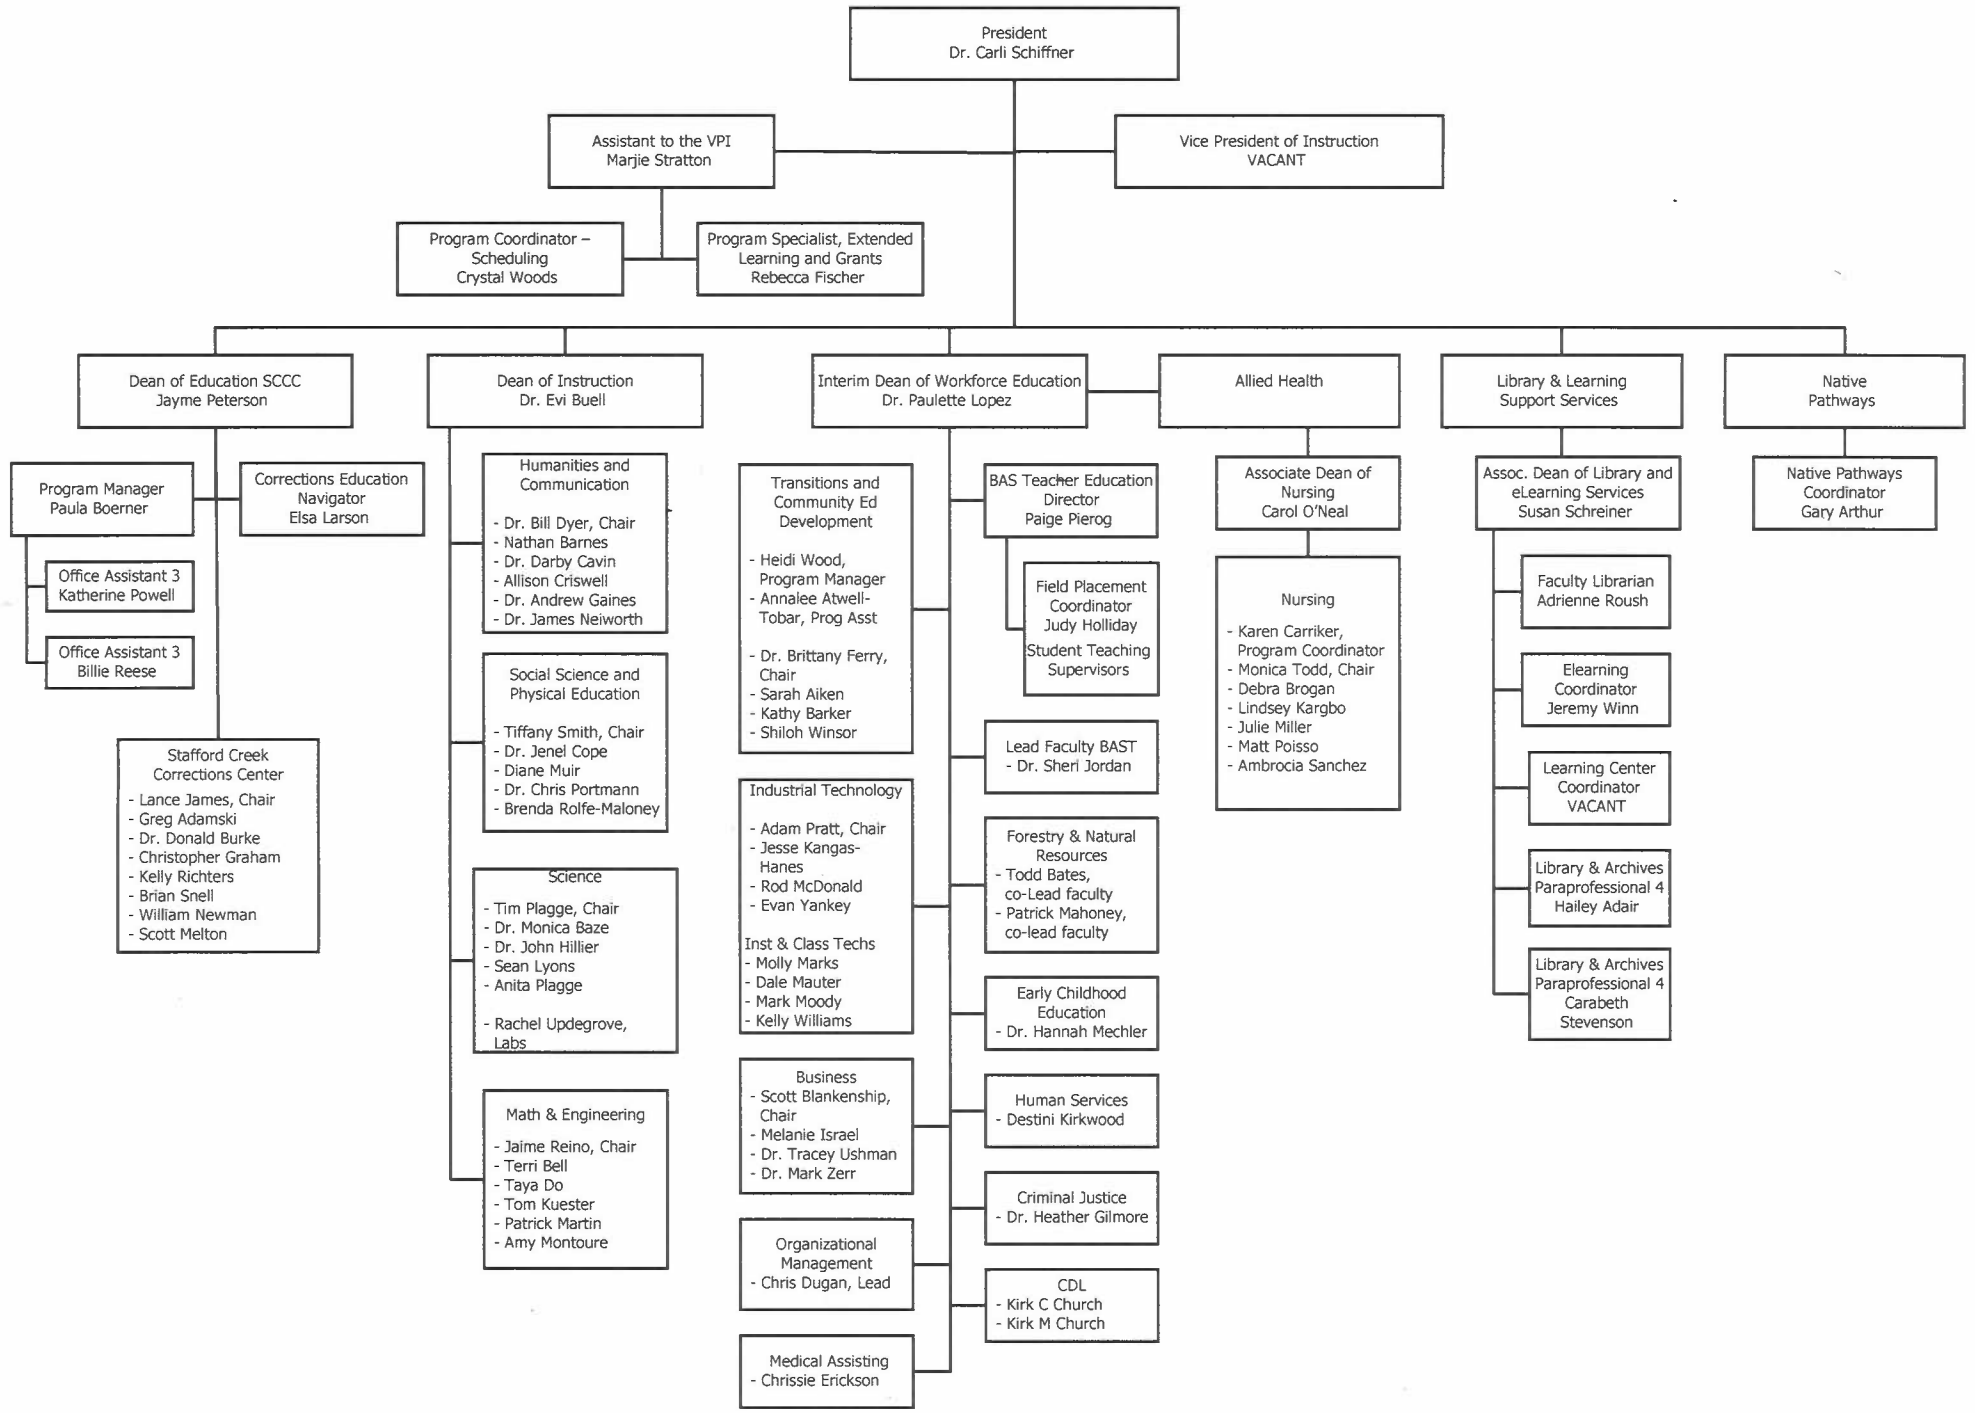 President
Dr. Carli Schiffner
Assistant to the VPI
Marjie Stratton
Vice President of Instruction
VACANT
Program Coordinator –
Scheduling
Crystal Woods
Program Specialist, Extended
Learning and Grants
Rebecca Fischer
Dean of Education SCCC
Jayme Peterson
Dean of Instruction
Dr. Evi Buell
Interim Dean of Workforce Education
Dr. Paulette Lopez
Allied Health
Library & Learning
Support Services
Native
Pathways
Program Manager
Paula Boerner
Corrections Education
Navigator
Elsa Larson
Office Assistant 3
Katherine Powell
Office Assistant 3
Billie Reese
Stafford Creek
Corrections Center
- Lance James, Chair
- Greg Adamski
- Dr. Donald Burke
- Christopher Graham
- Kelly Richters
- Brian Snell
- William Newman
- Scott Melton
Humanities and
Communication
- Dr. Bill Dyer, Chair
- Nathan Barnes
- Dr. Darby Cavin
- Allison Criswell
- Dr. Andrew Gaines
- Dr. James Neiworth
Social Science and
Physical Education
- Tiffany Smith, Chair
- Dr. Jenel Cope
- Diane Muir
- Dr. Chris Portmann
- Brenda Rolfe-Maloney
Science
- Tim Plagge, Chair
- Dr. Monica Baze
- Dr. John Hillier
- Sean Lyons
- Anita Plagge
- Rachel Updegrove,
Labs
Math & Engineering
- Jaime Reino, Chair
- Terri Bell
- Taya Do
- Tom Kuester
- Patrick Martin
- Amy Montoure
Transitions and
Community Ed
Development
- Heidi Wood,
Program Manager
- Annalee Atwell-
Tobar, Prog Asst
- Dr. Brittany Ferry,
Chair
- Sarah Aiken
- Kathy Barker
- Shiloh Winsor
Industrial Technology
- Adam Pratt, Chair
- Jesse Kangas-
Hanes
- Rod McDonald
- Evan Yankey
Inst & Class Techs
- Molly Marks
- Dale Mauter
- Mark Moody
- Kelly Williams
Business
- Scott Blankenship,
Chair
- Melanie Israel
- Dr. Tracey Ushman
- Dr. Mark Zerr
Organizational
Management
- Chris Dugan, Lead
Medical Assisting
- Chrissie Erickson
BAS Teacher Education
Director
Paige Pierog
Field Placement
Coordinator
Judy Holliday
Student Teaching
Supervisors
Lead Faculty BAST
- Dr. Sheri Jordan
Forestry & Natural
Resources
- Todd Bates,
co-Lead faculty
- Patrick Mahoney,
co-lead faculty
Early Childhood
Education
- Dr. Hannah Mechler
Human Services
- Destini Kirkwood
Criminal Justice
- Dr. Heather Gilmore
CDL
- Kirk C Church
- Kirk M Church
Associate Dean of
Nursing
Carol O'Neal
Nursing
- Karen Carriker,
Program Coordinator
- Monica Todd, Chair
- Debra Brogan
- Lindsey Kargbo
- Julie Miller
- Matt Poisso
- Ambrocia Sanchez
Assoc. Dean of Library and
eLearning Services
Susan Schreiner
Faculty Librarian
Adrienne Roush
Elearning
Coordinator
Jeremy Winn
Learning Center
Coordinator
VACANT
Library & Archives
Paraprofessional 4
Hailey Adair
Library & Archives
Paraprofessional 4
Carabeth
Stevenson
Native Pathways
Coordinator
Gary Arthur